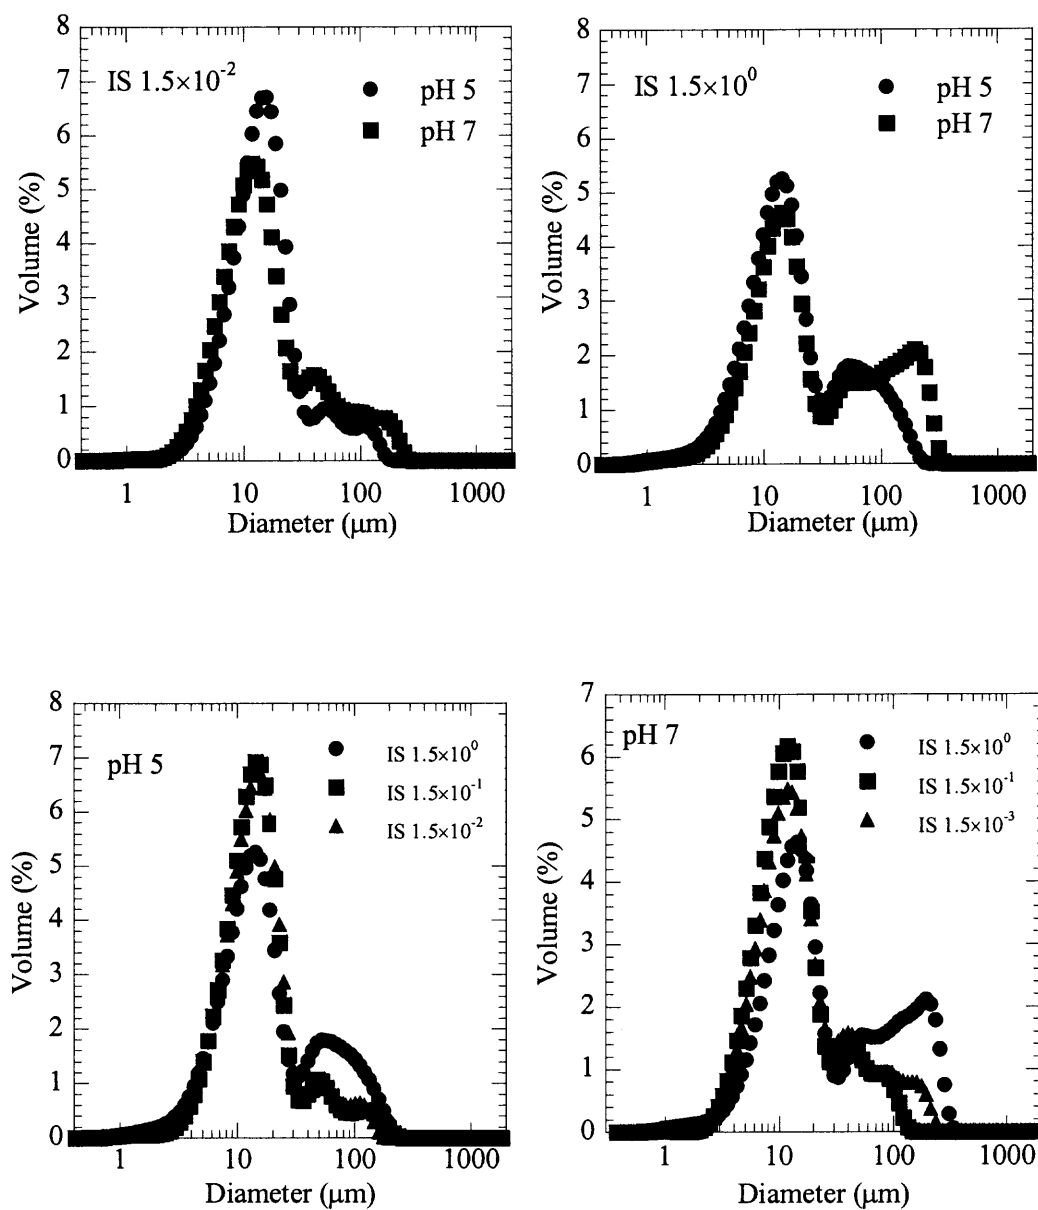 8
7
6
5
4
3
2
1
0
IS 1.5×10⁻²
pH 5
pH 7
Volume (%)
1 10 100 1000
Diameter (µm)
8
7
6
5
4
3
2
1
0
IS 1.5×10⁰
pH 5
pH 7
Volume (%)
1 10 100 1000
Diameter (µm)
8
7
6
5
4
3
2
1
0
pH 5
IS 1.5×10⁰
IS 1.5×10⁻¹
IS 1.5×10⁻²
Volume (%)
1 10 100 1000
Diameter (µm)
7
6
5
4
3
2
1
0
pH 7
IS 1.5×10⁰
IS 1.5×10⁻¹
IS 1.5×10⁻³
Volume (%)
1 10 100 1000
Diameter (µm)